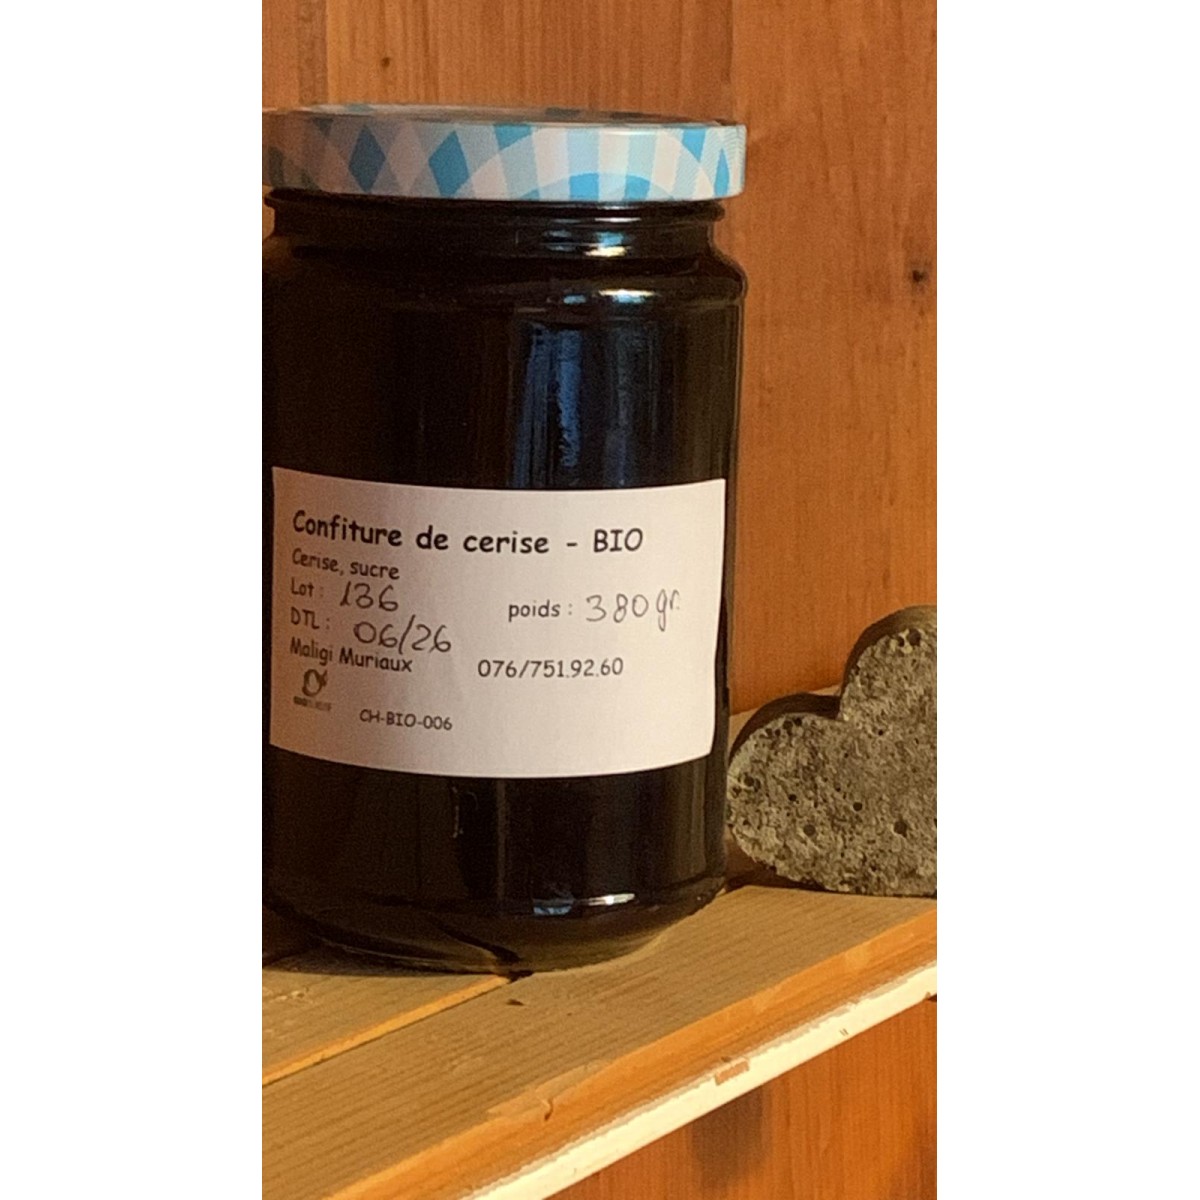 Confiture de cerise - BIO
Cerise, sucre
Lot : 136
poids : 380 gr.
DTL : 06/26
Maligi Muriaux 076/751.92.60
CH-BIO-006